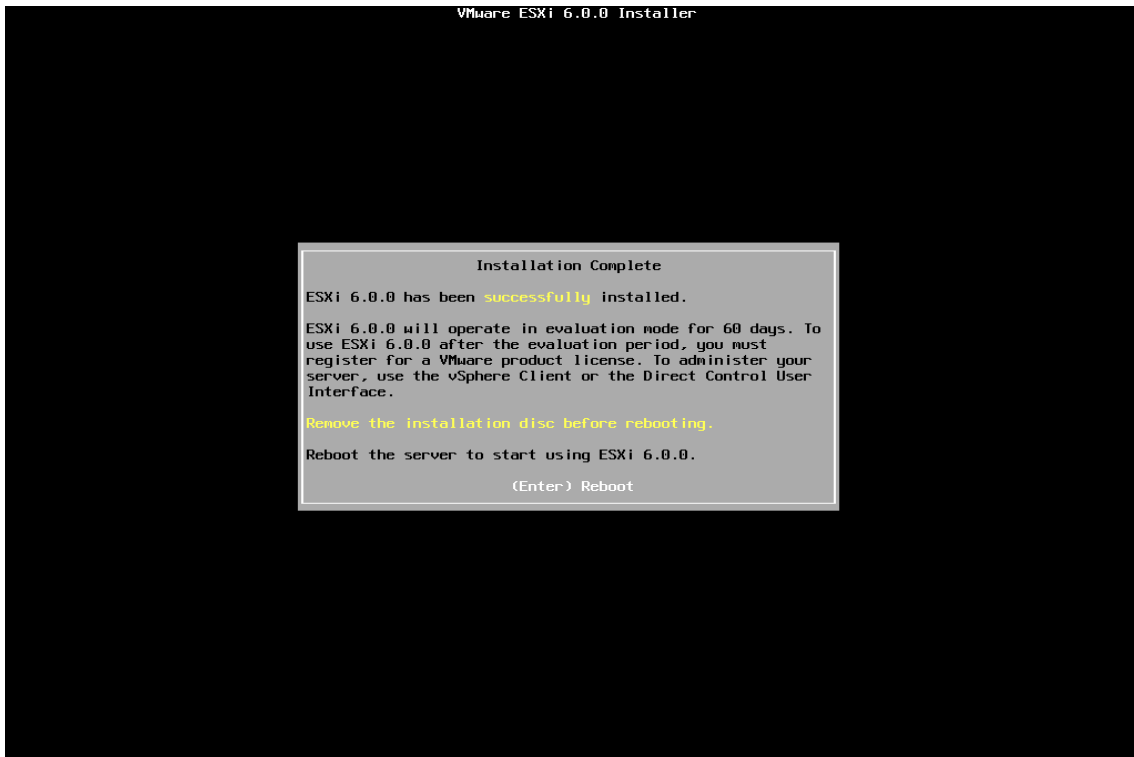 VMware ESXi 6.0.0 Installer
Installation Complete
ESXi 6.0.0 has been successfully installed.
ESXi 6.0.0 will operate in evaluation mode for 60 days. To
use ESXi 6.0.0 after the evaluation period, you must
register for a VMware product license. To administer your
server, use the vSphere Client or the Direct Control User
Interface.
Remove the installation disc before rebooting.
Reboot the server to start using ESXi 6.0.0.
(Enter) Reboot